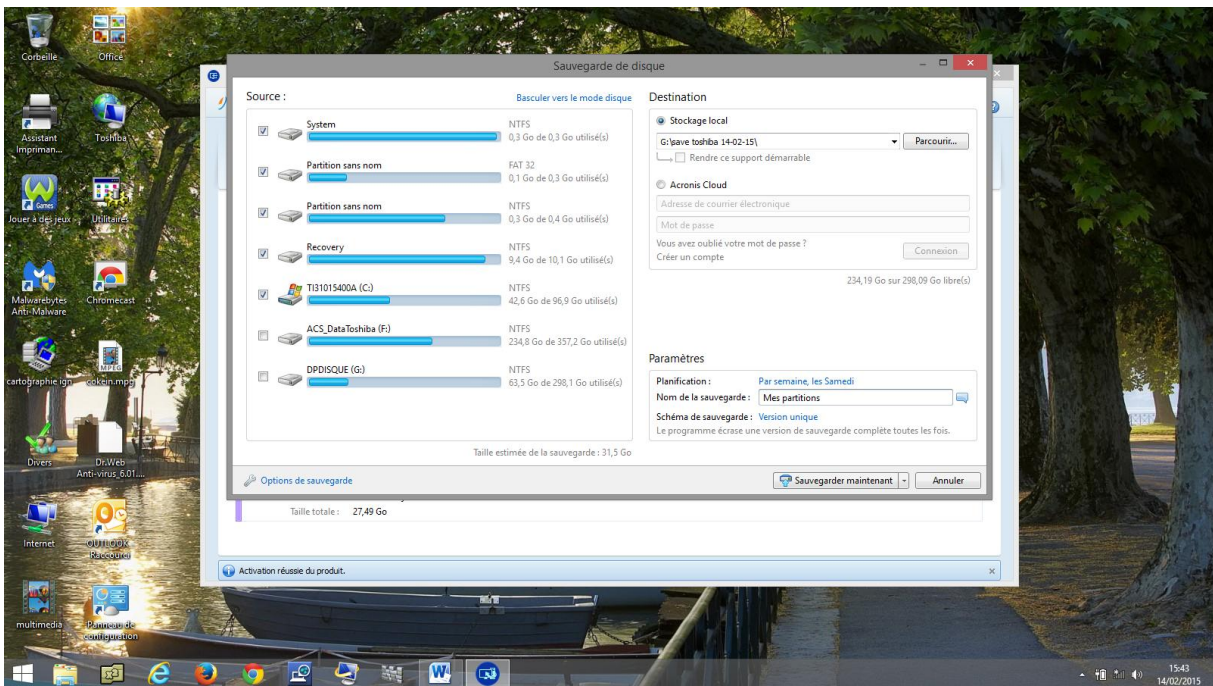 Corbeille
Office
Assistant
Impriman...
Toshiba
Games
Jouer à des jeux
Utilitaires
Malwarebytes
Anti-Malware
Chromecast
cartographie ign
MPEG
cokein.mpg
Divers
Dr.Web
Anti-virus_6.01....
Internet
OUTLOOK
Raccourci
multimedia
Panneau de
configuration
Sauvegarde de disque
Source :
Basculer vers le mode disque
System
NTFS
0,3 Go de 0,3 Go utilisé(s)
Partition sans nom
FAT 32
0,1 Go de 0,3 Go utilisé(s)
Partition sans nom
NTFS
0,3 Go de 0,4 Go utilisé(s)
Recovery
NTFS
9,4 Go de 10,1 Go utilisé(s)
TI31015400A (C:)
NTFS
42,6 Go de 96,9 Go utilisé(s)
ACS_DataToshiba (F:)
NTFS
234,8 Go de 357,2 Go utilisé(s)
DPDISQUE (G:)
NTFS
63,5 Go de 298,1 Go utilisé(s)
Taille estimée de la sauvegarde : 31,5 Go
Destination
Stockage local
G:\save toshiba 14-02-15\
Parcourir...
Rendre ce support démarrable
Acronis Cloud
Adresse de courrier électronique
Mot de passe
Vous avez oublié votre mot de passe ?
Créer un compte
Connexion
234,19 Go sur 298,09 Go libre(s)
Paramètres
Planification : Par semaine, les Samedi
Nom de la sauvegarde : Mes partitions
Schéma de sauvegarde : Version unique
Le programme écrase une version de sauvegarde complète toutes les fois.
Options de sauvegarde
Sauvegarder maintenant
Annuler
Taille totale : 27,49 Go
Activation réussie du produit.
15:43
14/02/2015